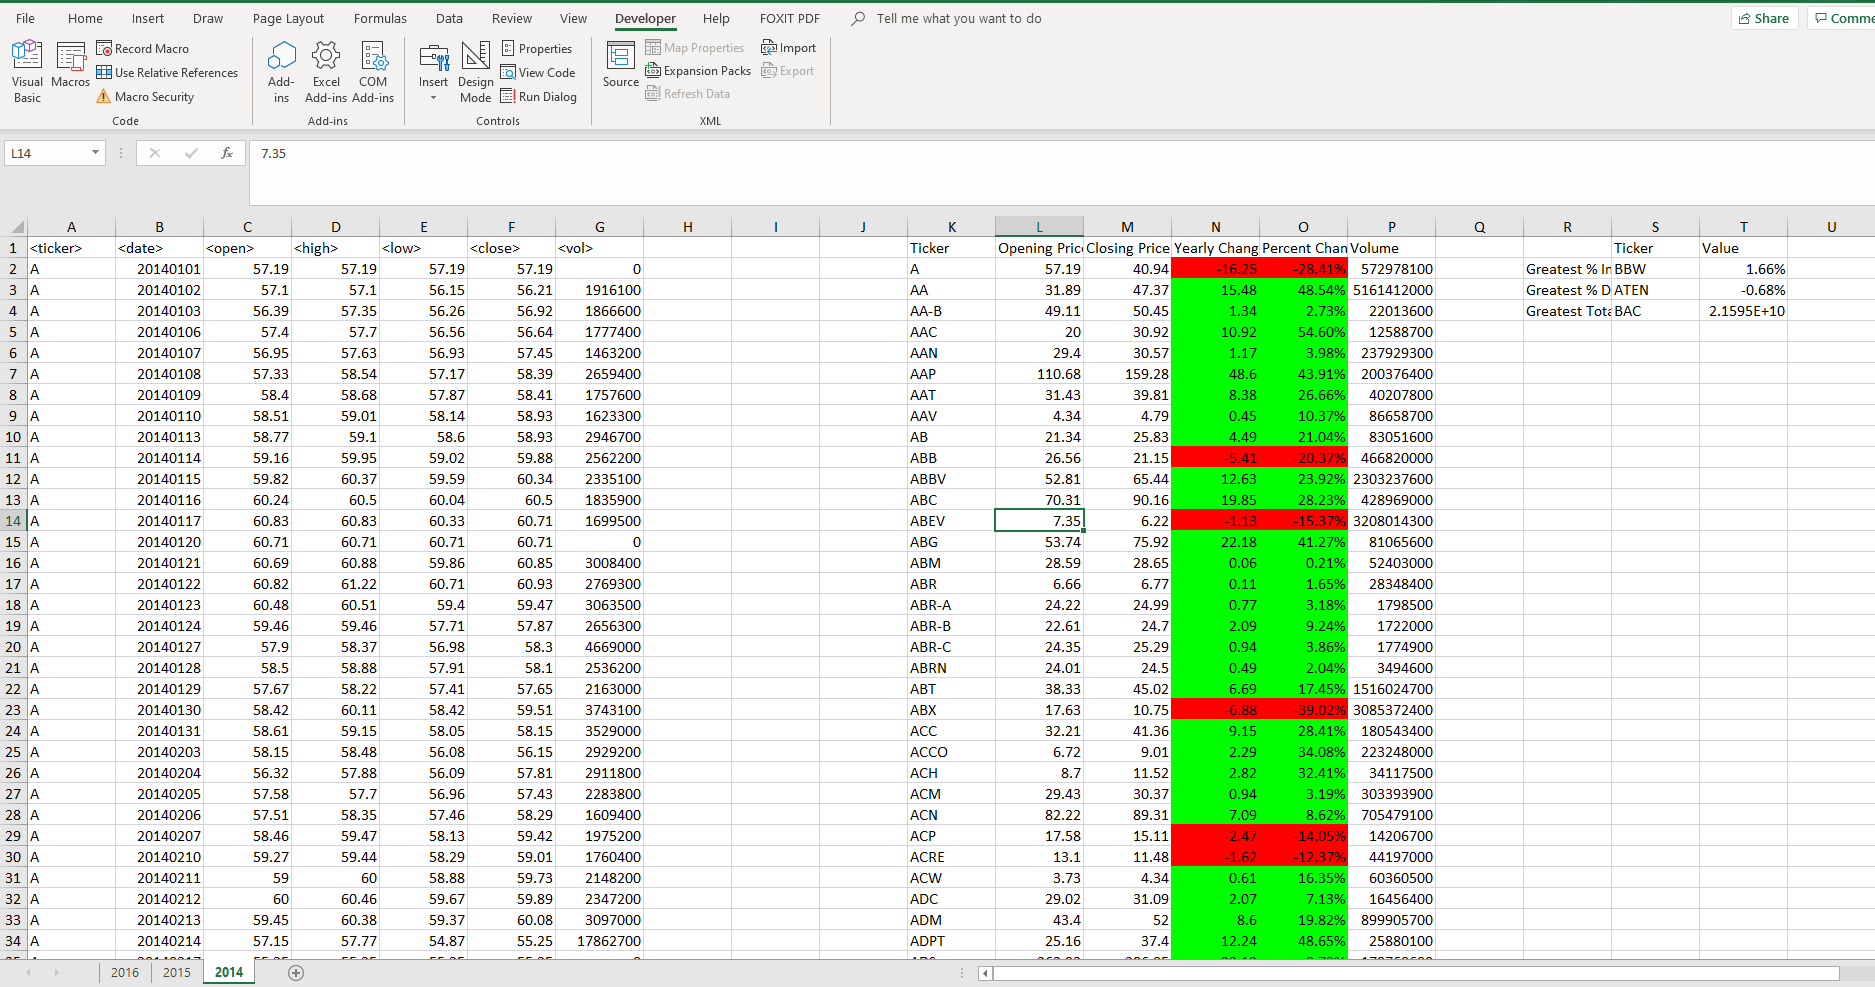 File Home Insert Draw Page Layout Formulas Data Review View Developer Help FOXIT PDF Tell me what you want to do Share Comme
Visual Basic
Macros
Record Macro
Use Relative References
Macro Security
Code
Add-ins
Excel Add-ins
COM Add-ins
Add-ins
Insert
Design Mode
Properties
View Code
Run Dialog
Controls
Source
Map Properties
Expansion Packs
Refresh Data
Import
Export
XML
L14 fx 7.35
A B C D E F G H I J K L M N O P Q R S T U
1 <ticker> <date> <open> <high> <low> <close> <vol> Ticker Opening Pric Closing Price Yearly Chang Percent Chan Volume Ticker Value
2 A 20140101 57.19 57.19 57.19 57.19 0 A 57.19 40.94 -16.25 -28.41% 572978100 Greatest % In BBW 1.66%
3 A 20140102 57.1 57.1 56.15 56.21 1916100 AA 31.89 47.37 15.48 48.54% 5161412000 Greatest % D ATEN -0.68%
4 A 20140103 56.39 57.35 56.26 56.92 1866600 AA-B 49.11 50.45 1.34 2.73% 22013600 Greatest Tota BAC 2.1595E+10
5 A 20140106 57.4 57.7 56.56 56.64 1777400 AAC 20 30.92 10.92 54.60% 12588700
6 A 20140107 56.95 57.63 56.93 57.45 1463200 AAN 29.4 30.57 1.17 3.98% 237929300
7 A 20140108 57.33 58.54 57.17 58.39 2659400 AAP 110.68 159.28 48.6 43.91% 200376400
8 A 20140109 58.4 58.68 57.87 58.41 1757600 AAT 31.43 39.81 8.38 26.66% 40207800
9 A 20140110 58.51 59.01 58.14 58.93 1623300 AAV 4.34 4.79 0.45 10.37% 86658700
10 A 20140113 58.77 59.1 58.6 58.93 2946700 AB 21.34 25.83 4.49 21.04% 83051600
11 A 20140114 59.16 59.95 59.02 59.88 2562200 ABB 26.56 21.15 -5.41 -20.37% 466820000
12 A 20140115 59.82 60.37 59.59 60.34 2335100 ABBV 52.81 65.44 12.63 23.92% 2303237600
13 A 20140116 60.24 60.5 60.04 60.5 1835900 ABC 70.31 90.16 19.85 28.23% 428969000
14 A 20140117 60.83 60.83 60.33 60.71 1699500 ABEV 7.35 6.22 -1.13 -15.37% 3208014300
15 A 20140120 60.71 60.71 60.71 60.71 0 ABG 53.74 75.92 22.18 41.27% 81065600
16 A 20140121 60.69 60.88 59.86 60.85 3008400 ABM 28.59 28.65 0.06 0.21% 52403000
17 A 20140122 60.82 61.22 60.71 60.93 2769300 ABR 6.66 6.77 0.11 1.65% 28348400
18 A 20140123 60.48 60.51 59.4 59.47 3063500 ABR-A 24.22 24.99 0.77 3.18% 1798500
19 A 20140124 59.46 59.46 57.71 57.87 2656300 ABR-B 22.61 24.7 2.09 9.24% 1722000
20 A 20140127 57.9 58.37 56.98 58.3 4669000 ABR-C 24.35 25.29 0.94 3.86% 1774900
21 A 20140128 58.5 58.88 57.91 58.1 2536200 ABRN 24.01 24.5 0.49 2.04% 3494600
22 A 20140129 57.67 58.22 57.41 57.65 2163000 ABT 38.33 45.02 6.69 17.45% 1516024700
23 A 20140130 58.42 60.11 58.42 59.51 3743100 ABX 17.63 10.75 -6.88 -39.02% 3085372400
24 A 20140131 58.61 59.15 58.05 58.15 3529000 ACC 32.21 41.36 9.15 28.41% 180543400
25 A 20140203 58.15 58.48 56.08 56.15 2929200 ACCO 6.72 9.01 2.29 34.08% 223248000
26 A 20140204 56.32 57.88 56.09 57.81 2911800 ACH 8.7 11.52 2.82 32.41% 34117500
27 A 20140205 57.58 57.7 56.96 57.43 2283800 ACM 29.43 30.37 0.94 3.19% 303393900
28 A 20140206 57.51 58.35 57.46 58.29 1609400 ACN 82.22 89.31 7.09 8.62% 705479100
29 A 20140207 58.46 59.47 58.13 59.42 1975200 ACP 17.58 15.11 -2.47 -14.05% 14206700
30 A 20140210 59.27 59.44 58.29 59.01 1760400 ACRE 13.1 11.48 -1.62 -12.37% 44197000
31 A 20140211 59 60 58.88 59.73 2148200 ACW 3.73 4.34 0.61 16.35% 60360500
32 A 20140212 60 60.46 59.67 59.89 2347200 ADC 29.02 31.09 2.07 7.13% 16456400
33 A 20140213 59.45 60.38 59.37 60.08 3097000 ADM 43.4 52 8.6 19.82% 899905700
34 A 20140214 57.15 57.77 54.87 55.25 17862700 ADPT 25.16 37.4 12.24 48.65% 25880100
2016 2015 2014